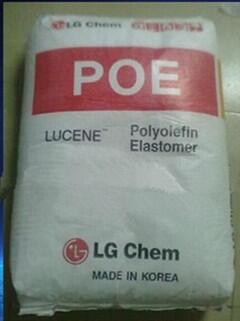 LG Chem
POE
LUCENE™ Polyolefin
Elastomer
LG Chem
MADE IN KOREA